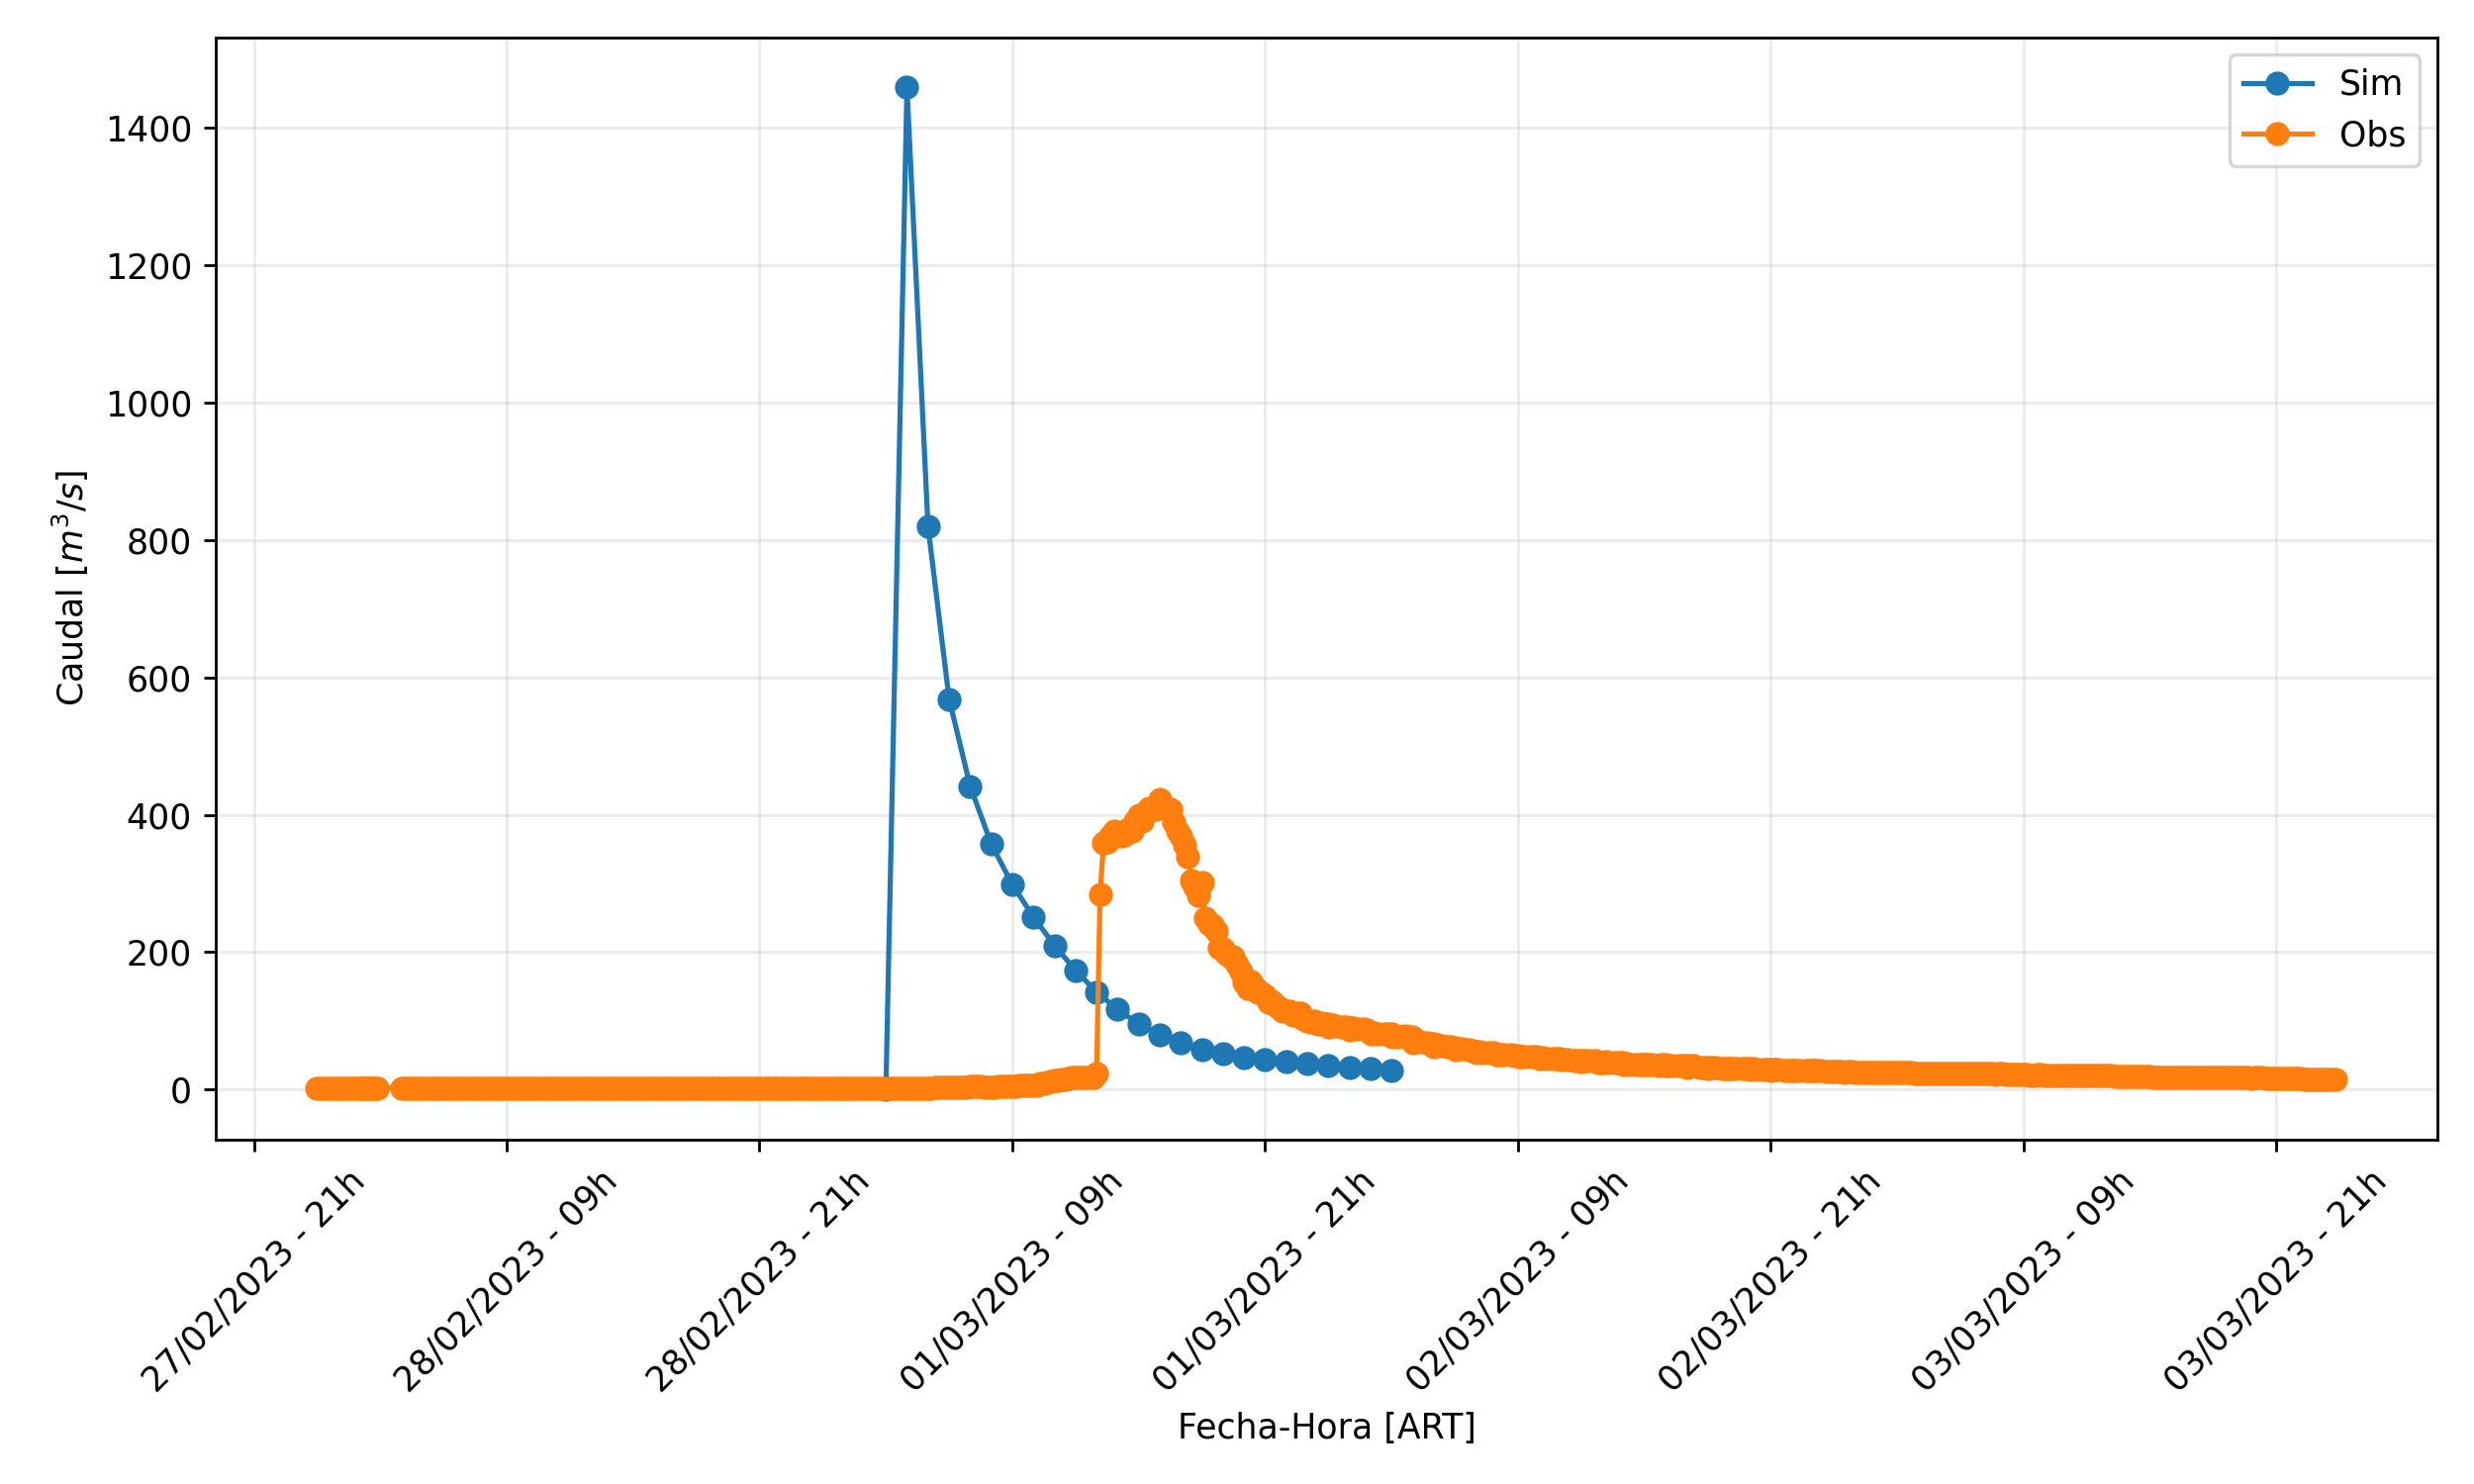 Sim
Obs
1400
1200
1000
800
600
400
200
0
Caudal [m³/s]
27/02/2023 - 21h
28/02/2023 - 09h
28/02/2023 - 21h
01/03/2023 - 09h
01/03/2023 - 21h
02/03/2023 - 09h
02/03/2023 - 21h
03/03/2023 - 09h
03/03/2023 - 21h
Fecha-Hora [ART]